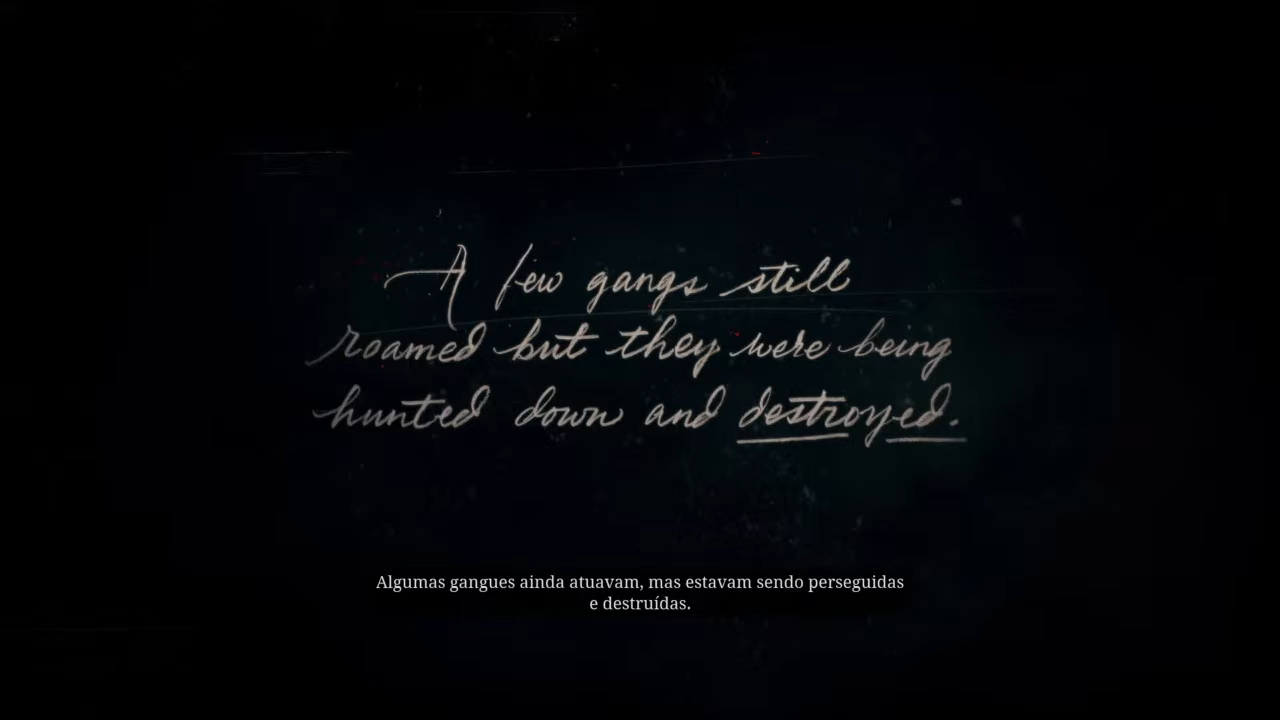 A few gangs still
roamed but they were being
hunted down and destroyed.
Algumas gangues ainda atuavam, mas estavam sendo perseguidas
e destruídas.